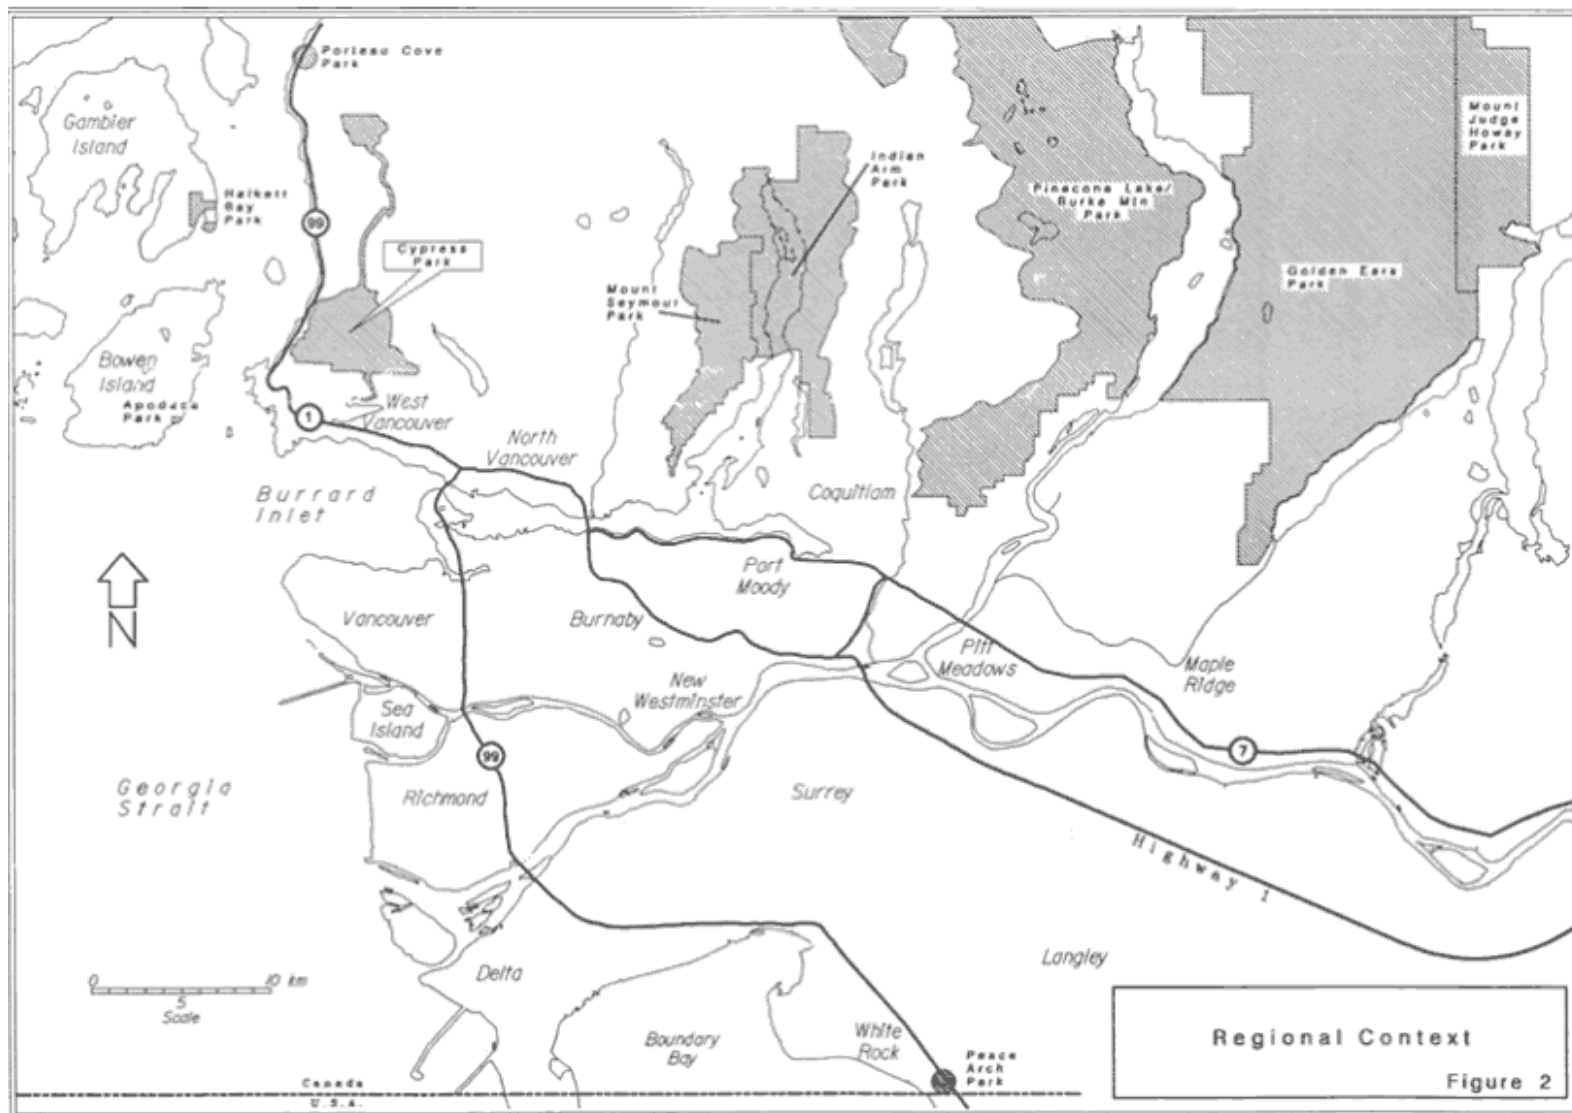 Porteau Cove
Park
Gambier
Island
Halkett
Bay
Park
99
Cypress
Park
Indian
Arm
Park
Mount
Seymour
Park
Pinecone Lake/
Burke Mtn
Park
Mount
Judge
Howay
Park
Golden Ears
Park
Bowen
Island
Apodaca
Park
1
West
Vancouver
North
Vancouver
Burrard
Inlet
Coquitlam
N
Vancouver
Burnaby
Port
Moody
Pitt
Meadows
Maple
Ridge
New
Westminster
Sea
Island
99
7
Georgia
Strait
Richmond
Surrey
Highway 1
Delta
Langley
0 10 km
5
Scale
Boundary
Bay
White
Rock
Peace
Arch
Park
Canada
U.S.A.
Regional Context
Figure 2